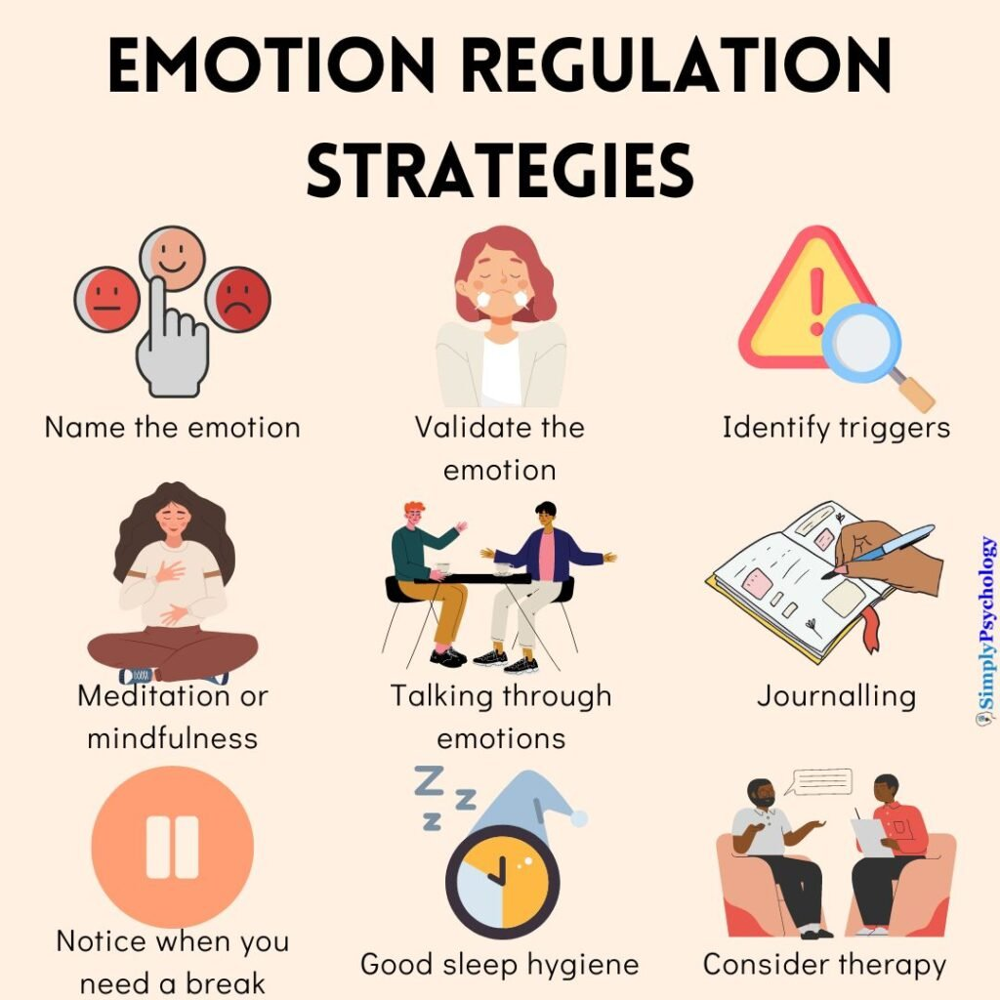 EMOTION REGULATION
STRATEGIES
Name the emotion
Validate the
emotion
Identify triggers
Meditation or
mindfulness
Talking through
emotions
Journalling
Notice when you
need a break
Z
Z
Z
Good sleep hygiene
Consider therapy
SimplyPsychology